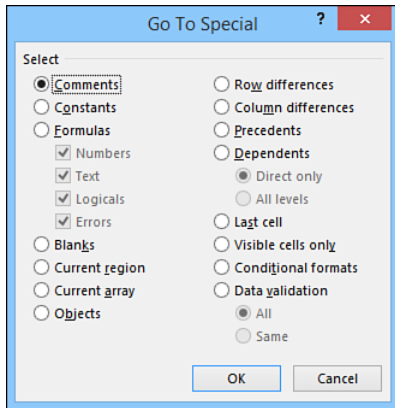 Go To Special
?
×
Select
Comments
Constants
Formulas
Numbers
Text
Logicals
Errors
Blanks
Current region
Current array
Objects
Row differences
Column differences
Precedents
Dependents
Direct only
All levels
Last cell
Visible cells only
Conditional formats
Data validation
All
Same
OK
Cancel